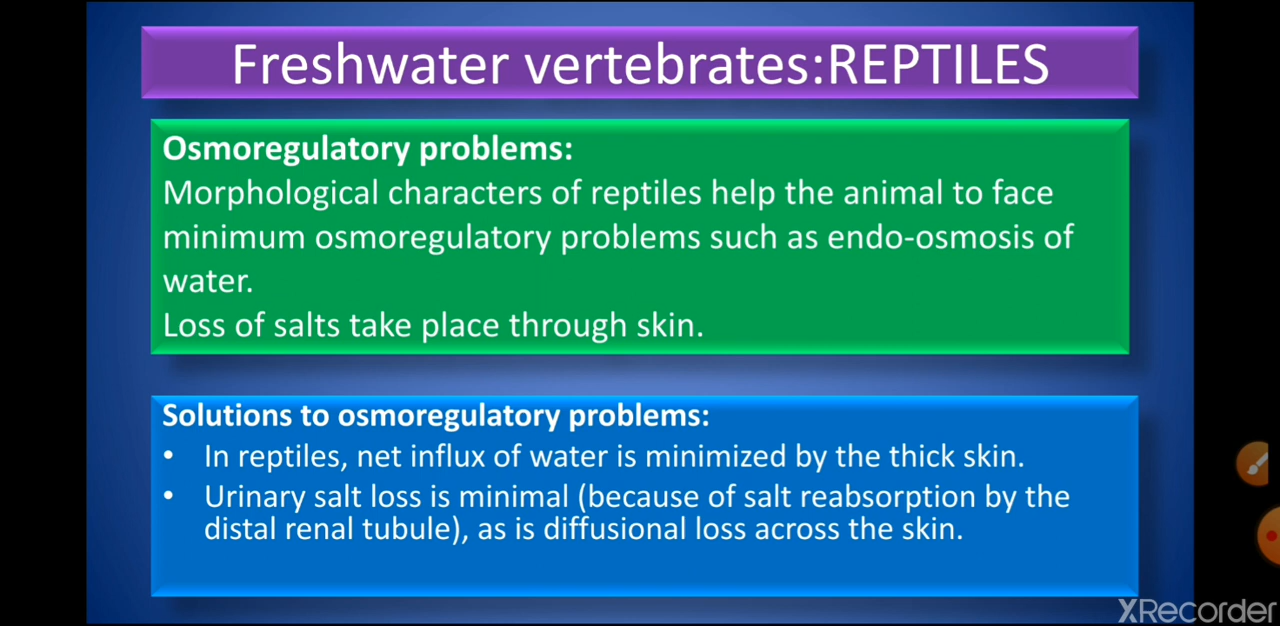 Freshwater vertebrates:REPTILES
Osmoregulatory problems:
Morphological characters of reptiles help the animal to face
minimum osmoregulatory problems such as endo-osmosis of
water.
Loss of salts take place through skin.
Solutions to osmoregulatory problems:
• In reptiles, net influx of water is minimized by the thick skin.
• Urinary salt loss is minimal (because of salt reabsorption by the
distal renal tubule), as is diffusional loss across the skin.
XRecorder